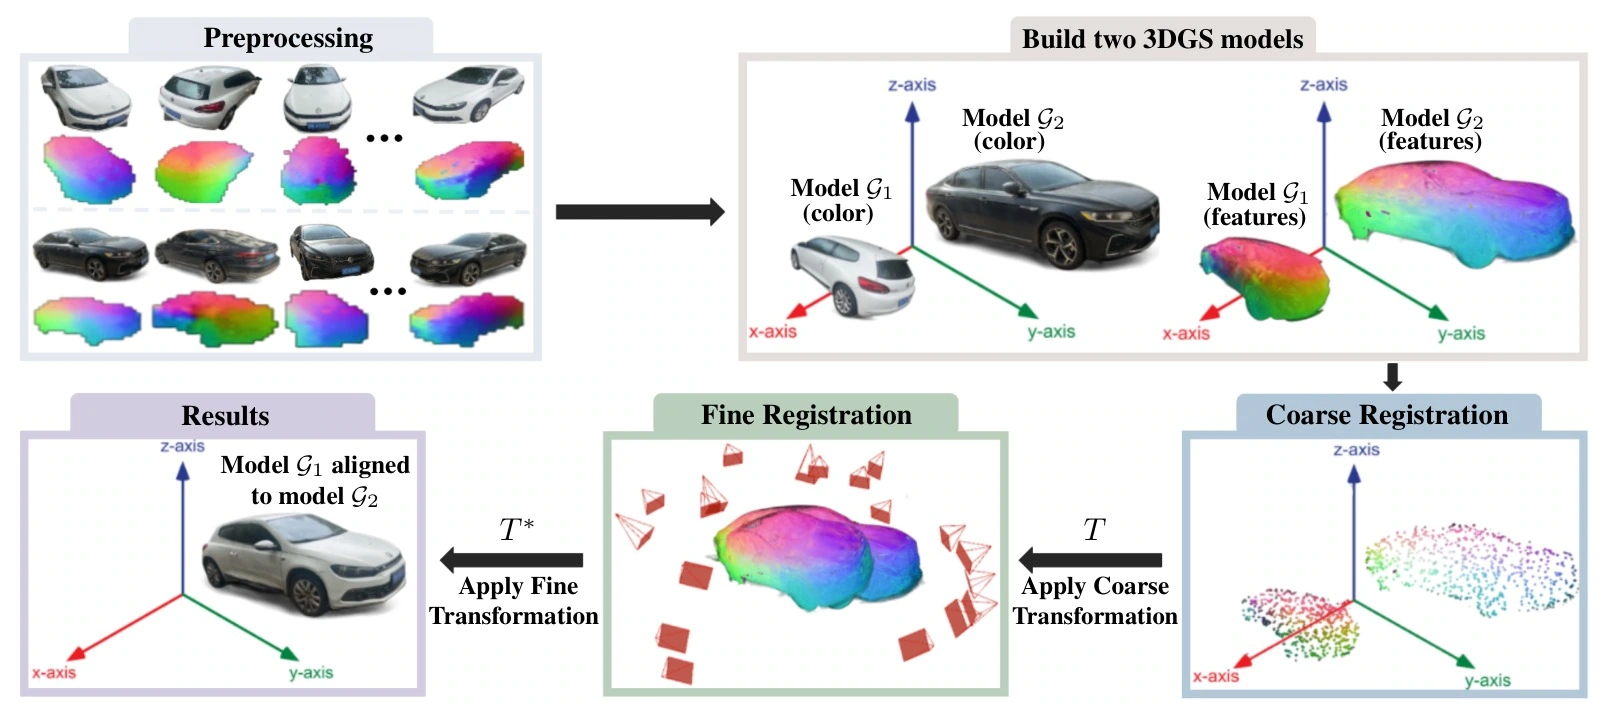 Preprocessing
Build two 3DGS models
z-axis
Model 𝒢₁
(color)
Model 𝒢₂
(color)
x-axis
y-axis
z-axis
Model 𝒢₁
(features)
Model 𝒢₂
(features)
x-axis
y-axis
Coarse Registration
z-axis
x-axis
y-axis
T
Apply Coarse
Transformation
Fine Registration
T*
Apply Fine
Transformation
Results
z-axis
Model 𝒢₁ aligned
to model 𝒢₂
x-axis
y-axis